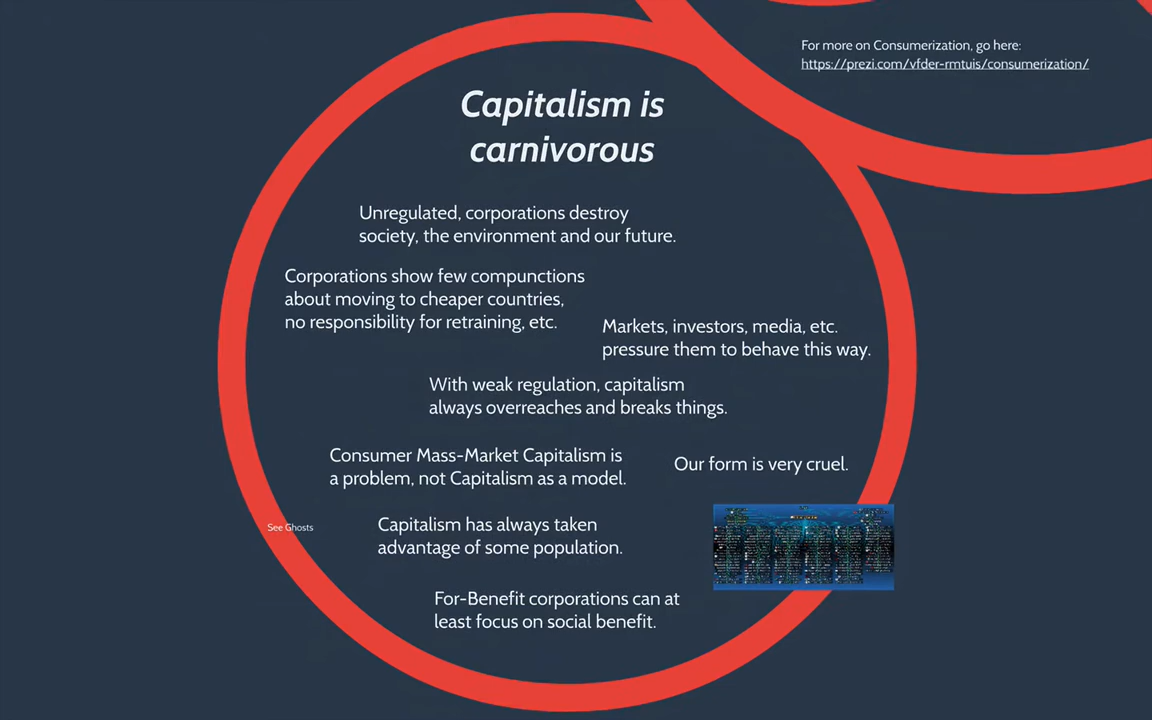 For more on Consumerization, go here:
https://prezi.com/vfder-rmtuis/consumerization/
Capitalism is
carnivorous
Unregulated, corporations destroy
society, the environment and our future.
Corporations show few compunctions
about moving to cheaper countries,
no responsibility for retraining, etc.
Markets, investors, media, etc.
pressure them to behave this way.
With weak regulation, capitalism
always overreaches and breaks things.
Consumer Mass-Market Capitalism is
a problem, not Capitalism as a model.
Our form is very cruel.
See Ghosts
Capitalism has always taken
advantage of some population.
For-Benefit corporations can at
least focus on social benefit.